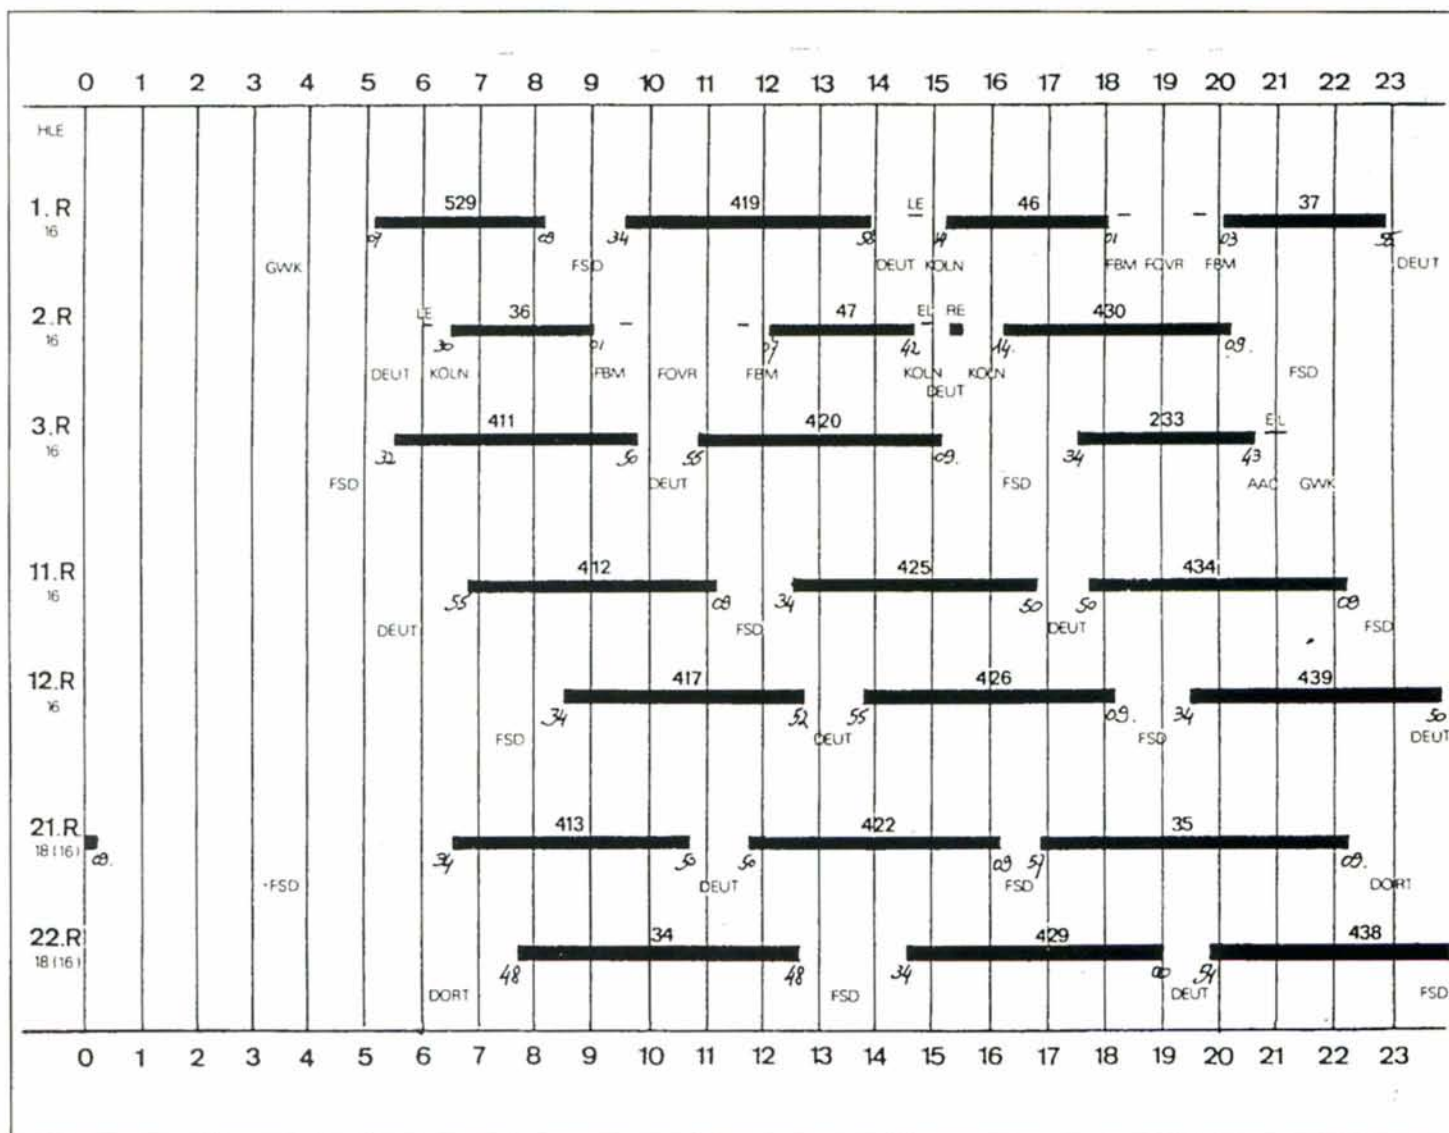 0 1 2 3 4 5 6 7 8 9 10 11 12 13 14 15 16 17 18 19 20 21 22 23
HLE
529 419 LE 46 37
1.R
16
07 09 34 58 19 01 03 55
GWK FSD DEUT KÖLN FBM FOVR FBM DEUT
LE 36 47 EL RE 430
2.R
16
30 01 07 42 14. 09.
DEUT KÖLN FBM FOVR FBM KÖLN KÖLN FSD
DEUT
411 420 233 EL
3.R
16
32 50 55 09. 34 43
FSD DEUT FSD AAC GWK
412 425 434
11.R
16
55 09 34 50 50 09
DEUT FSD DEUT FSD
417 426 439
12.R
16
34 52 55 09. 34 50
FSD DEUT FSD DEUT
413 422 35
21.R
18 (16)
09. 34 50 50 09 57 09.
FSD DEUT FSD DORT
34 429 438
22.R
18 (16)
48 48 34 00 54
DORT FSD DEUT FSD
0 1 2 3 4 5 6 7 8 9 10 11 12 13 14 15 16 17 18 19 20 21 22 23